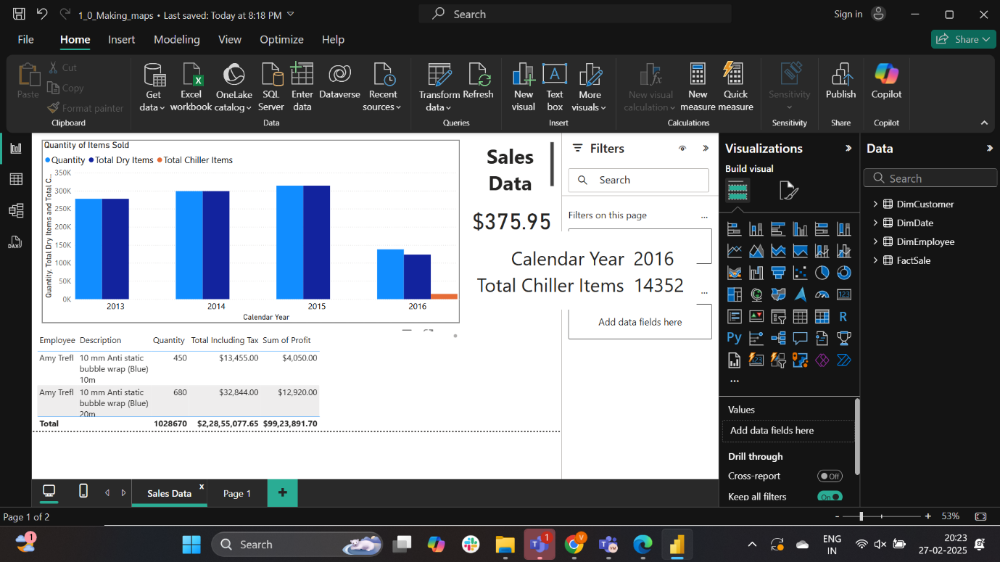 1_0_Making_maps • Last saved: Today at 8:18 PM
Search
Sign in
File Home Insert Modeling View Optimize Help
Share
Paste
Cut
Copy
Format painter
Clipboard
Get data
Excel workbook
OneLake catalog
SQL Server
Enter data
Dataverse
Recent sources
Data
Transform data
Refresh
Queries
New visual
Text box
More visuals
Insert
New visual calculation
New measure
Quick measure
Calculations
Sensitivity
Sensitivity
Publish
Share
Copilot
Copilot
Quantity of Items Sold
Quantity Total Dry Items Total Chiller Items
Quantity, Total Dry Items and Total C...
350K
300K
250K
200K
150K
100K
50K
0K
2013 2014 2015 2016
Calendar Year
Sales
Data
$375.95
Calendar Year 2016
Total Chiller Items 14352
Employee Description Quantity Total Including Tax Sum of Profit
Amy Trefl 10 mm Anti static 450 $13,455.00 $4,050.00
bubble wrap (Blue)
10m
Amy Trefl 10 mm Anti static 680 $32,844.00 $12,920.00
bubble wrap (Blue)
20m
Total 1028670 $2,28,55,077.65 $99,23,891.70
Filters
Search
Filters on this page
...
...
Add data fields here
Visualizations
Build visual
123
R
Py
123
...
Values
Add data fields here
Drill through
Cross-report
Off
Keep all filters
On
Data
Search
DimCustomer
DimDate
DimEmployee
FactSale
Sales Data x
Page 1
+
Page 1 of 2
- + 53%
1
Search
1
V
ENG
IN
20:23
27-02-2025
DAX